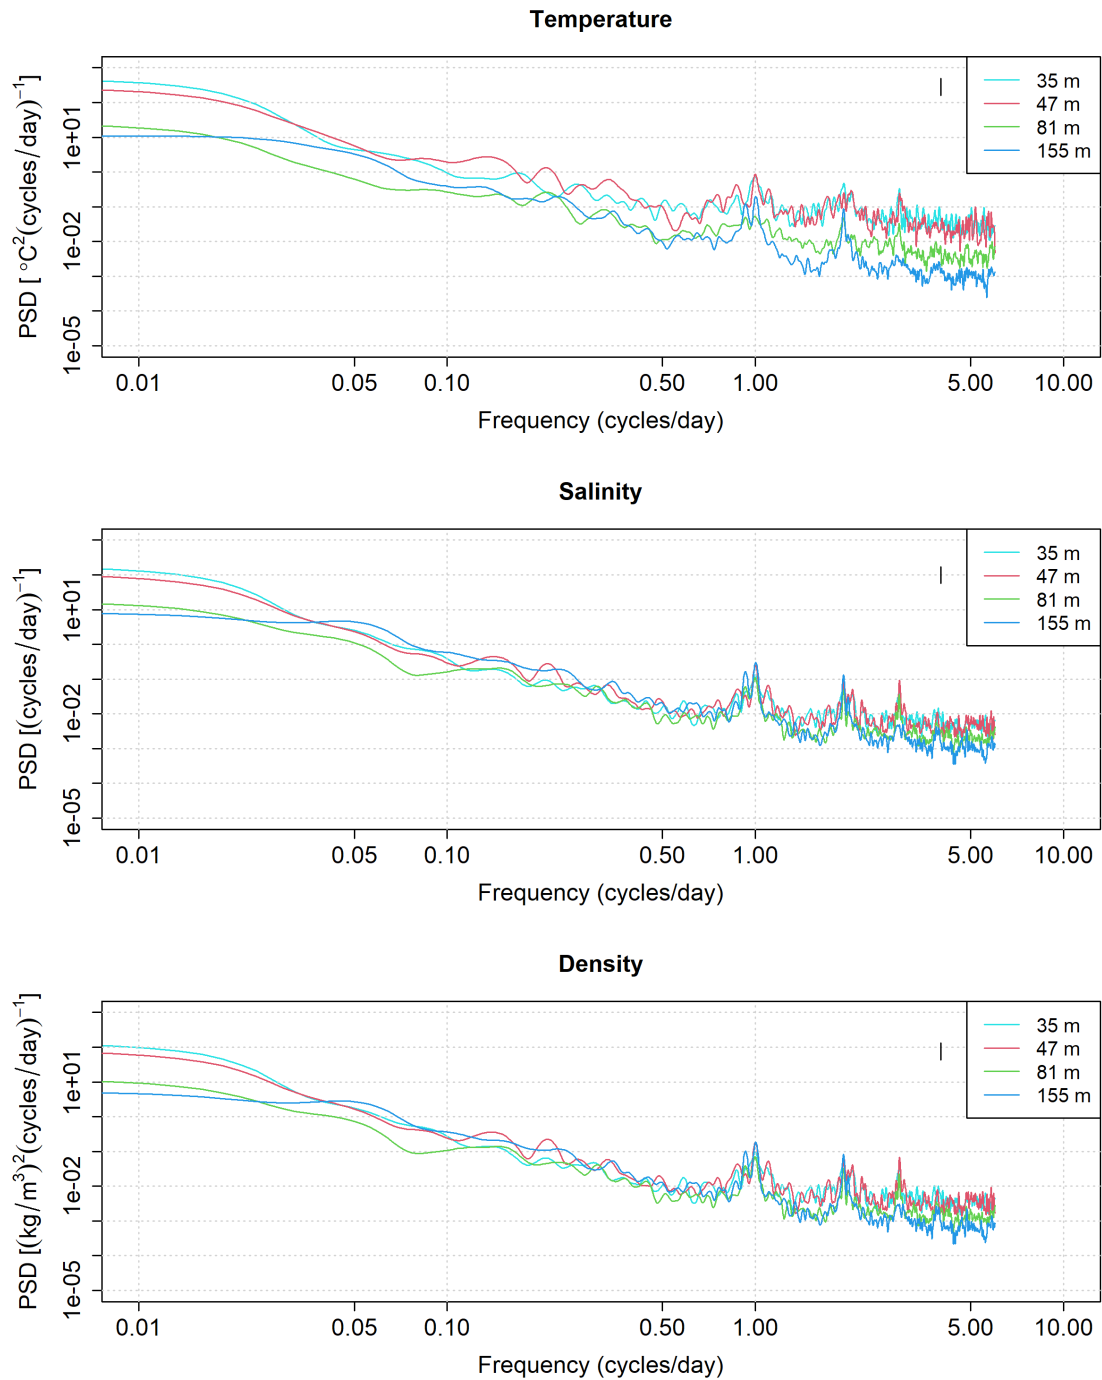 Temperature
PSD [ °C²(cycles/day)⁻¹]
1e+01
1e-02
1e-05
35 m
47 m
81 m
155 m
0.01 0.05 0.10 0.50 1.00 5.00 10.00
Frequency (cycles/day)
Salinity
PSD [(cycles/day)⁻¹]
1e+01
1e-02
1e-05
35 m
47 m
81 m
155 m
0.01 0.05 0.10 0.50 1.00 5.00 10.00
Frequency (cycles/day)
Density
PSD [(kg/m³)²(cycles/day)⁻¹]
1e+01
1e-02
1e-05
35 m
47 m
81 m
155 m
0.01 0.05 0.10 0.50 1.00 5.00 10.00
Frequency (cycles/day)